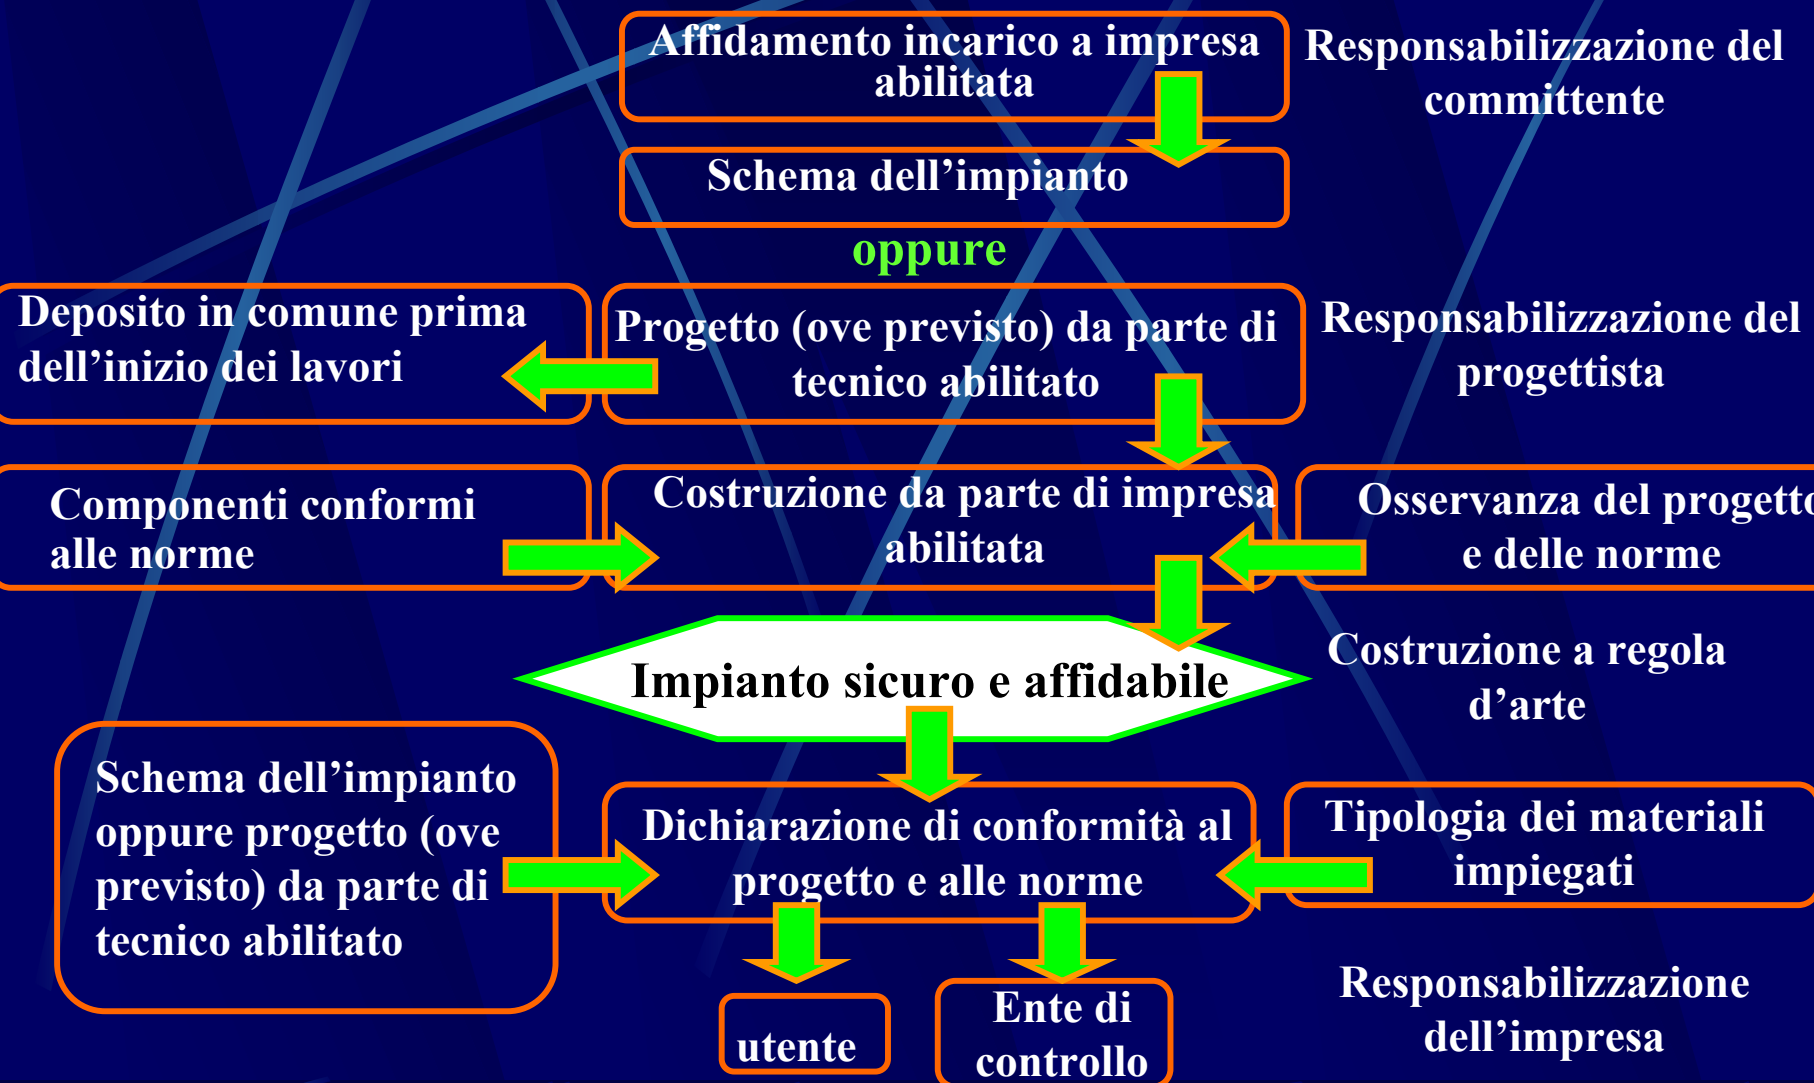 Affidamento incarico a impresa
abilitata
Responsabilizzazione del
committente
Schema dell’impianto
oppure
Deposito in comune prima
dell’inizio dei lavori
Progetto (ove previsto) da parte di
tecnico abilitato
Responsabilizzazione del
progettista
Componenti conformi
alle norme
Costruzione da parte di impresa
abilitata
Osservanza del progetto
e delle norme
Impianto sicuro e affidabile
Costruzione a regola
d’arte
Schema dell’impianto
oppure progetto (ove
previsto) da parte di
tecnico abilitato
Dichiarazione di conformità al
progetto e alle norme
Tipologia dei materiali
impiegati
utente
Ente di
controllo
Responsabilizzazione
dell’impresa